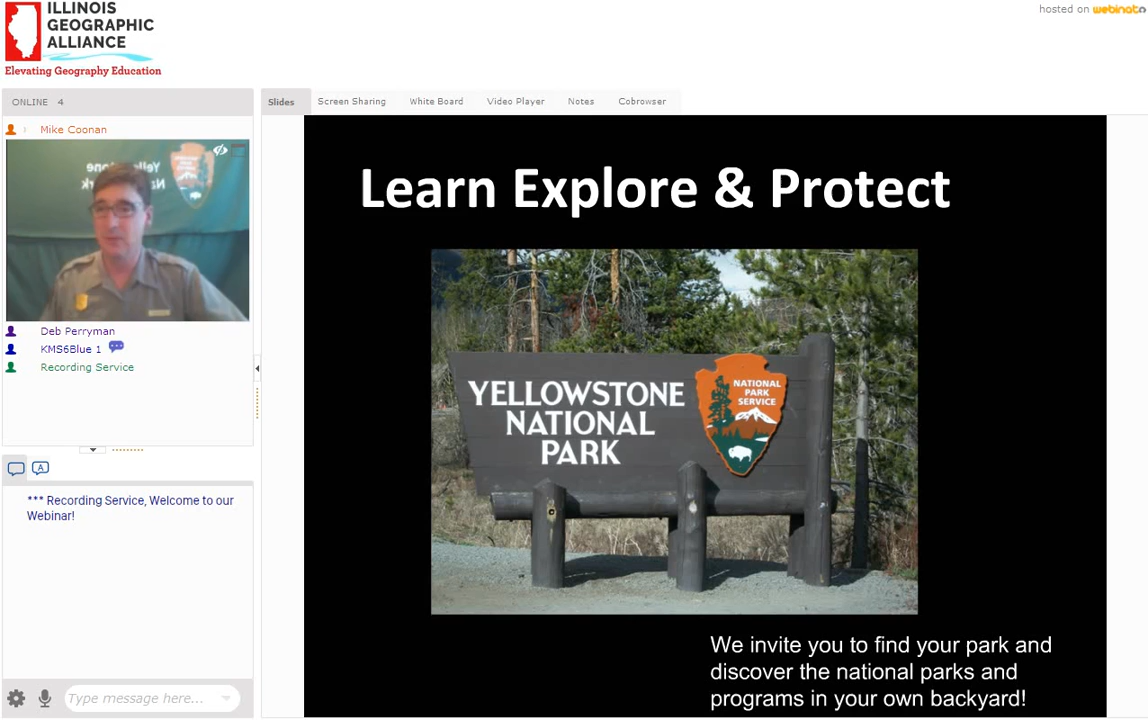 ILLINOIS
GEOGRAPHIC
ALLIANCE
Elevating Geography Education
hosted on webinato
ONLINE 4
Slides
Screen Sharing
White Board
Video Player
Notes
Cobrowser
Mike Coonan
Yellowstone
Deb Perryman
KMS6Blue 1
Recording Service
*** Recording Service, Welcome to our
Webinar!
Type message here...
Learn Explore & Protect
YELLOWSTONE
NATIONAL
PARK
NATIONAL
PARK
SERVICE
We invite you to find your park and
discover the national parks and
programs in your own backyard!